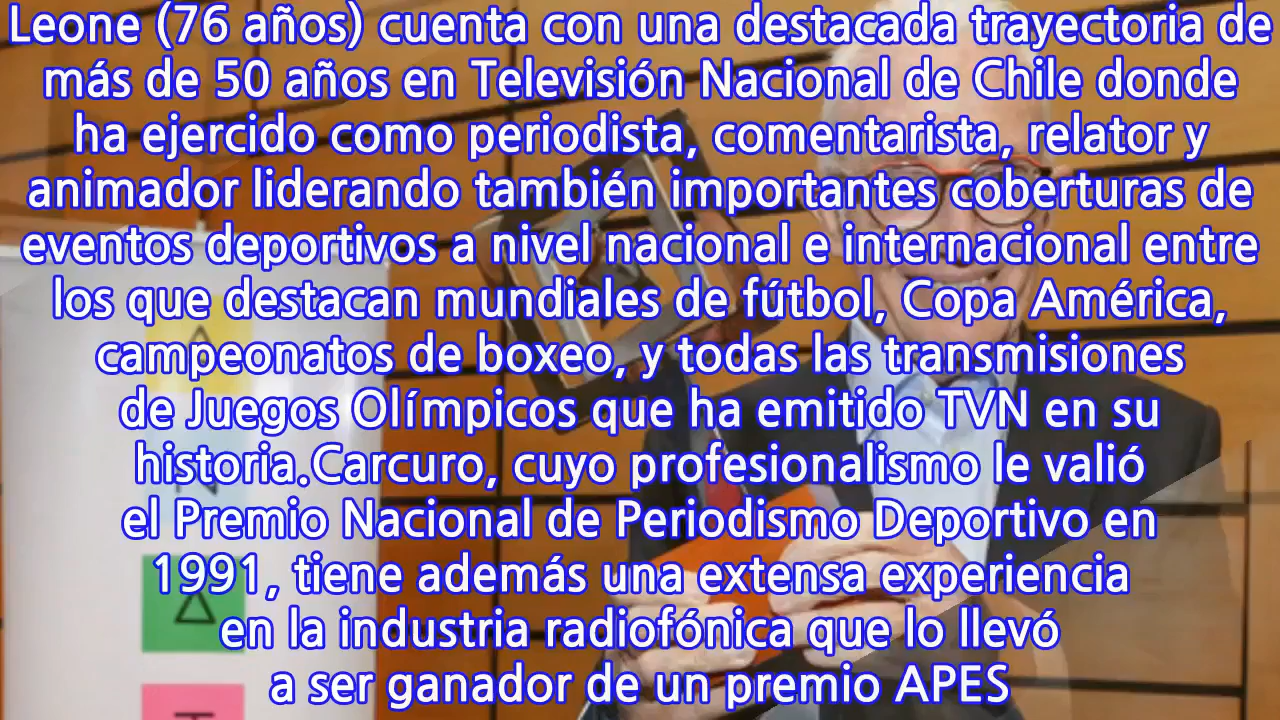 Leone (76 años) cuenta con una destacada trayectoria de
más de 50 años en Televisión Nacional de Chile donde
ha ejercido como periodista, comentarista, relator y
animador liderando también importantes coberturas de
eventos deportivos a nivel nacional e internacional entre
los que destacan mundiales de fútbol, Copa América,
campeonatos de boxeo, y todas las transmisiones
de Juegos Olímpicos que ha emitido TVN en su
historia.Carcuro, cuyo profesionalismo le valió
el Premio Nacional de Periodismo Deportivo en
1991, tiene además una extensa experiencia
en la industria radiofónica que lo llevó
a ser ganador de un premio APES